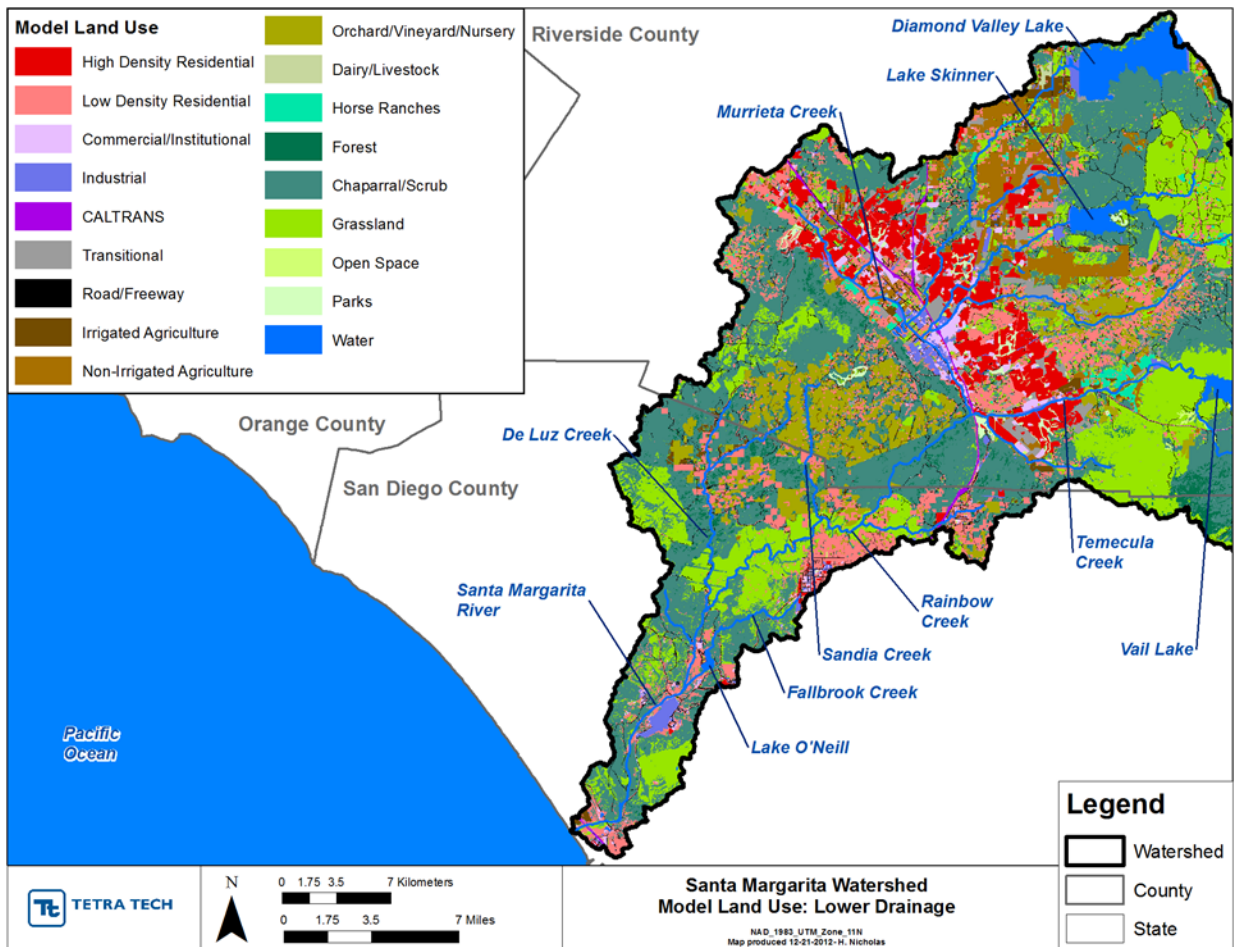 Model Land Use
High Density Residential
Low Density Residential
Commercial/Institutional
Industrial
CALTRANS
Transitional
Road/Freeway
Irrigated Agriculture
Non-Irrigated Agriculture
Orchard/Vineyard/Nursery
Dairy/Livestock
Horse Ranches
Forest
Chaparral/Scrub
Grassland
Open Space
Parks
Water
Riverside County
Diamond Valley Lake
Lake Skinner
Murrieta Creek
Orange County
San Diego County
De Luz Creek
Santa Margarita
River
Temecula
Creek
Rainbow
Creek
Vail Lake
Sandia Creek
Fallbrook Creek
Lake O'Neill
Pacific
Ocean
Legend
Watershed
County
State
Tt
TETRA TECH
N
0 1.75 3.5 7 Kilometers
0 1.75 3.5 7 Miles
Santa Margarita Watershed
Model Land Use: Lower Drainage
NAD_1983_UTM_Zone_11N
Map produced 12-21-2012- H. Nicholas